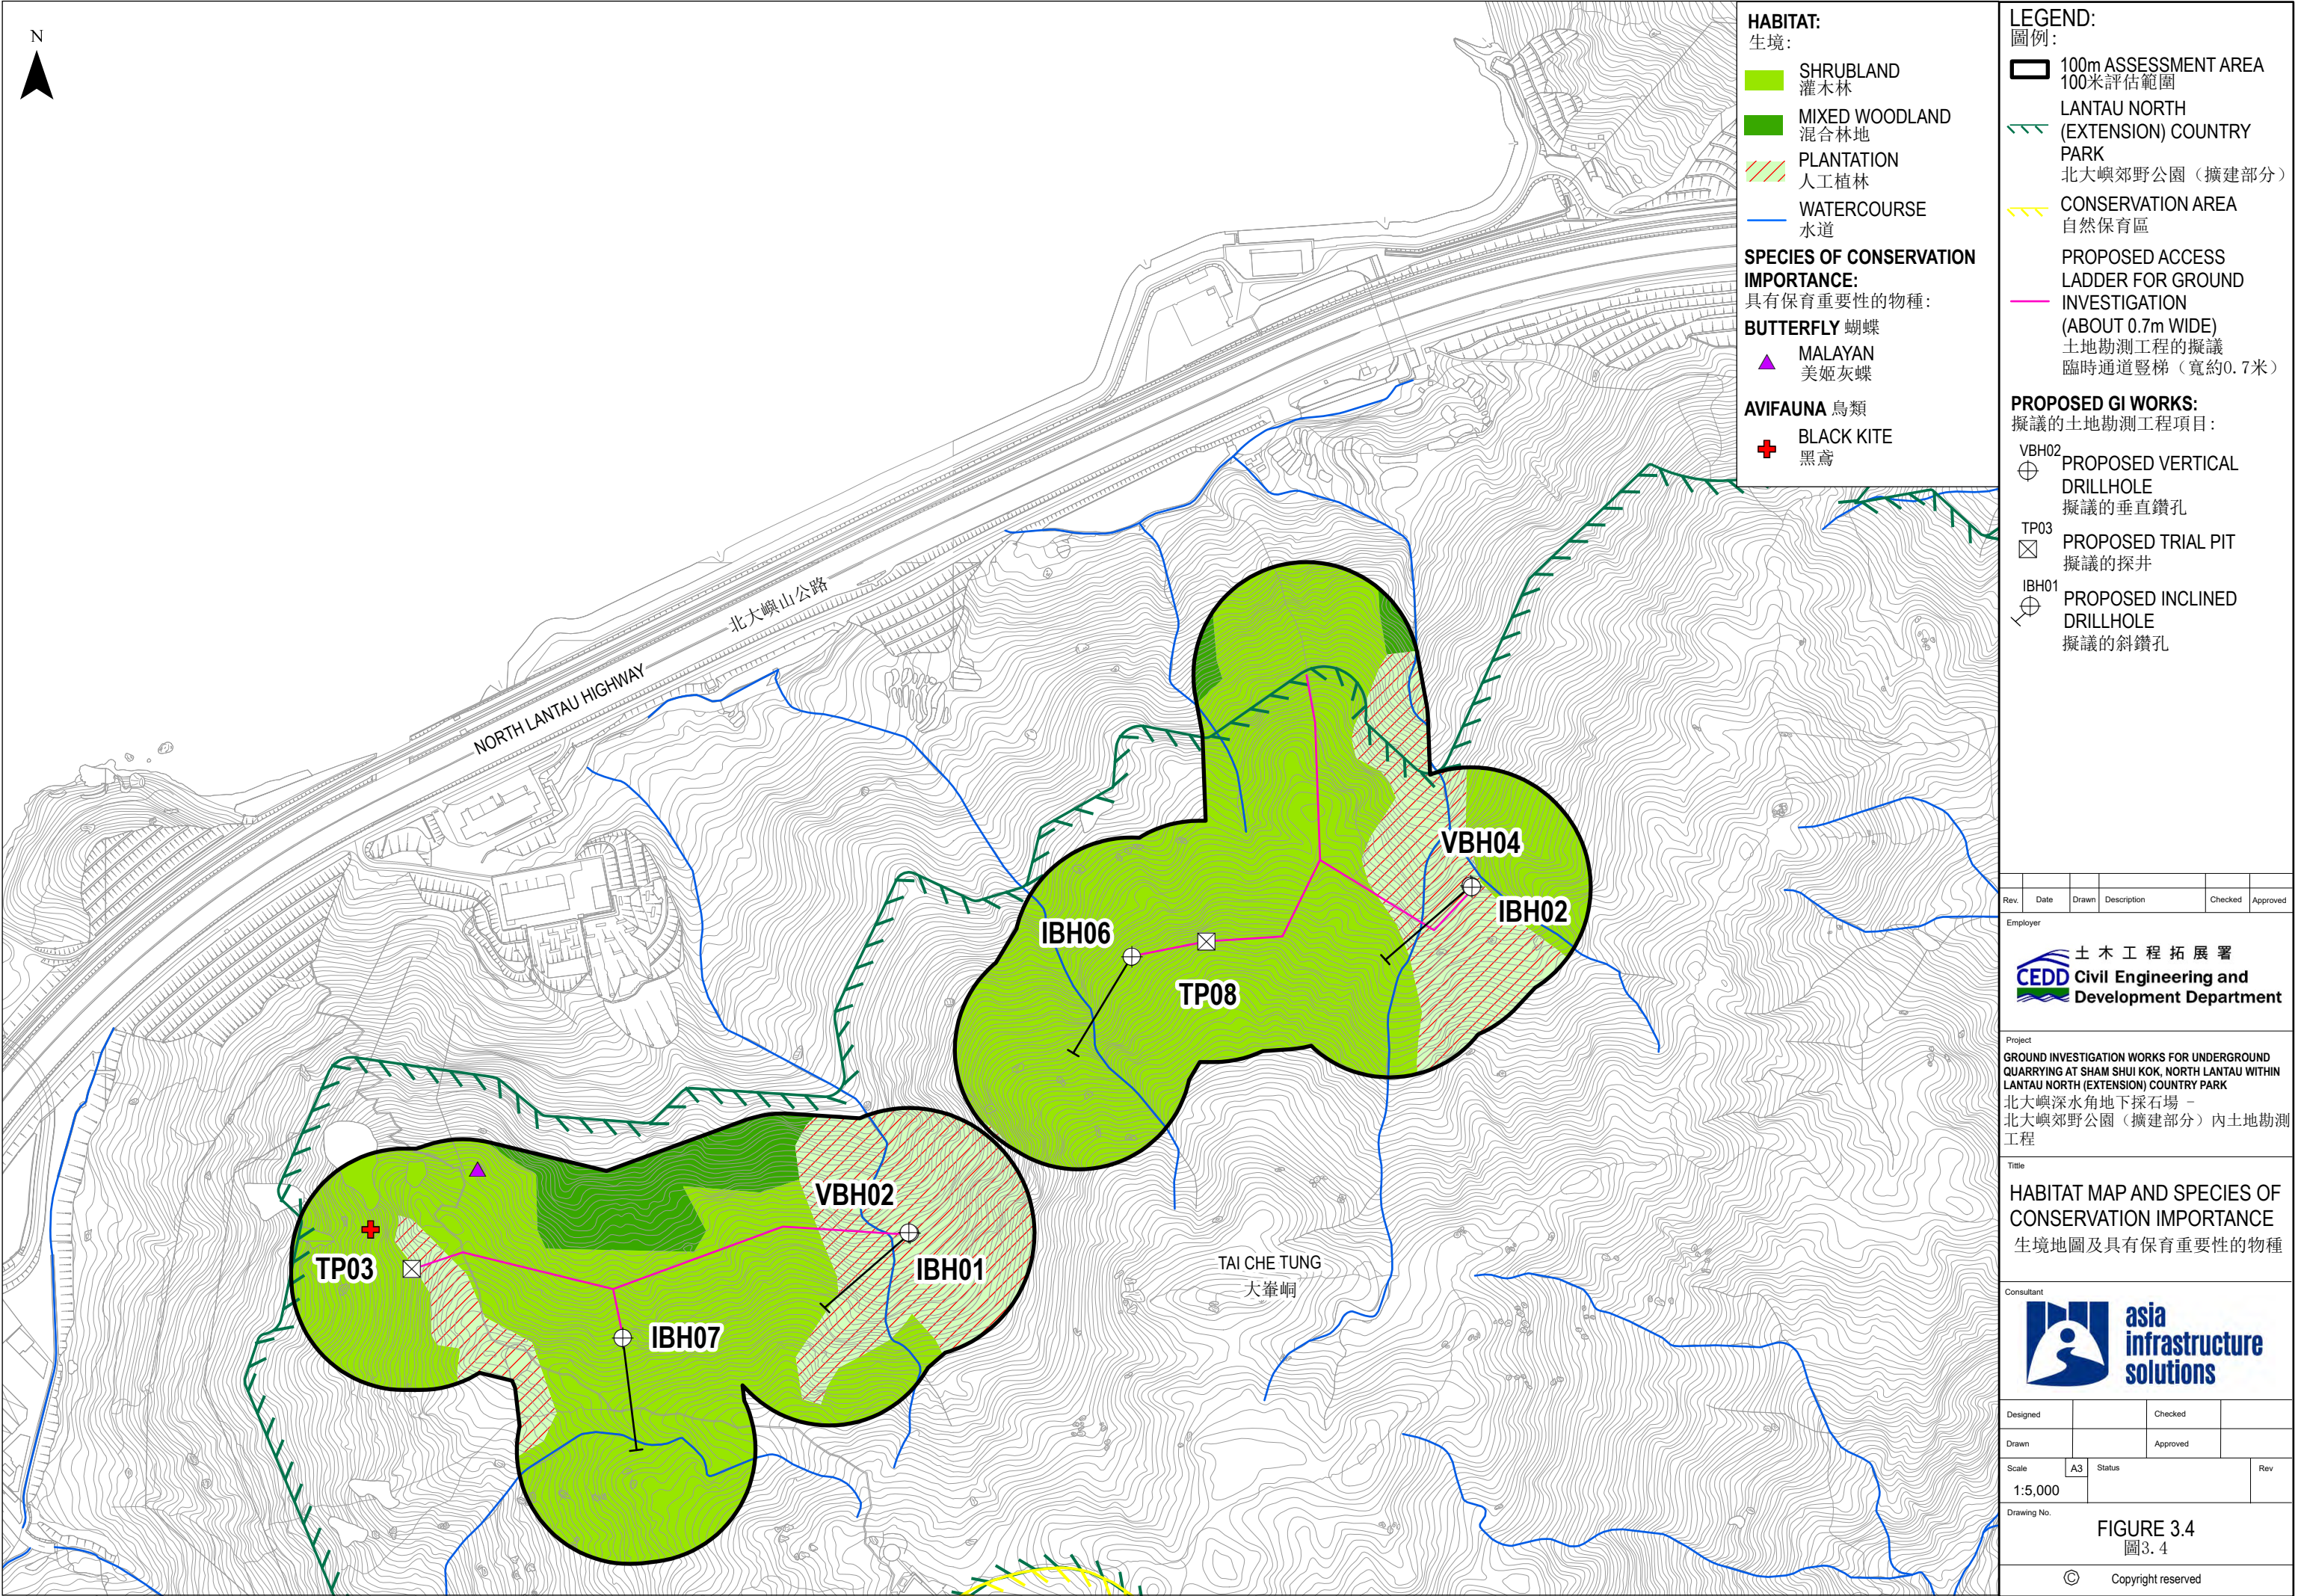 N
北大嶼山公路
NORTH LANTAU HIGHWAY
VBH04
IBH02
IBH06
TP08
VBH02
IBH01
TP03
IBH07
TAI CHE TUNG
大輋峒
HABITAT:
生境:
SHRUBLAND
灌木林
MIXED WOODLAND
混合林地
PLANTATION
人工植林
WATERCOURSE
水道
SPECIES OF CONSERVATION
IMPORTANCE:
具有保育重要性的物種:
BUTTERFLY 蝴蝶
MALAYAN
美姬灰蝶
AVIFAUNA 鳥類
BLACK KITE
黑鳶
LEGEND:
圖例:
100m ASSESSMENT AREA
100米評估範圍
LANTAU NORTH
(EXTENSION) COUNTRY
PARK
北大嶼郊野公園（擴建部分）
CONSERVATION AREA
自然保育區
PROPOSED ACCESS
LADDER FOR GROUND
INVESTIGATION
(ABOUT 0.7m WIDE)
土地勘測工程的擬議
臨時通道豎梯（寬約0.7米）
PROPOSED GI WORKS:
擬議的土地勘測工程項目:
VBH02
PROPOSED VERTICAL
DRILLHOLE
擬議的垂直鑽孔
TP03
PROPOSED TRIAL PIT
擬議的探井
IBH01
PROPOSED INCLINED
DRILLHOLE
擬議的斜鑽孔
Rev. Date Drawn Description Checked Approved
Employer
土木工程拓展署
CEDD Civil Engineering and
Development Department
Project
GROUND INVESTIGATION WORKS FOR UNDERGROUND
QUARRYING AT SHAM SHUI KOK, NORTH LANTAU WITHIN
LANTAU NORTH (EXTENSION) COUNTRY PARK
北大嶼深水角地下採石場 -
北大嶼郊野公園（擴建部分）內土地勘測
工程
Tittle
HABITAT MAP AND SPECIES OF
CONSERVATION IMPORTANCE
生境地圖及具有保育重要性的物種
Consultant
asia
infrastructure
solutions
Designed Checked
Drawn Approved
Scale A3 Status Rev
1:5,000
Drawing No.
FIGURE 3.4
圖3.4
© Copyright reserved